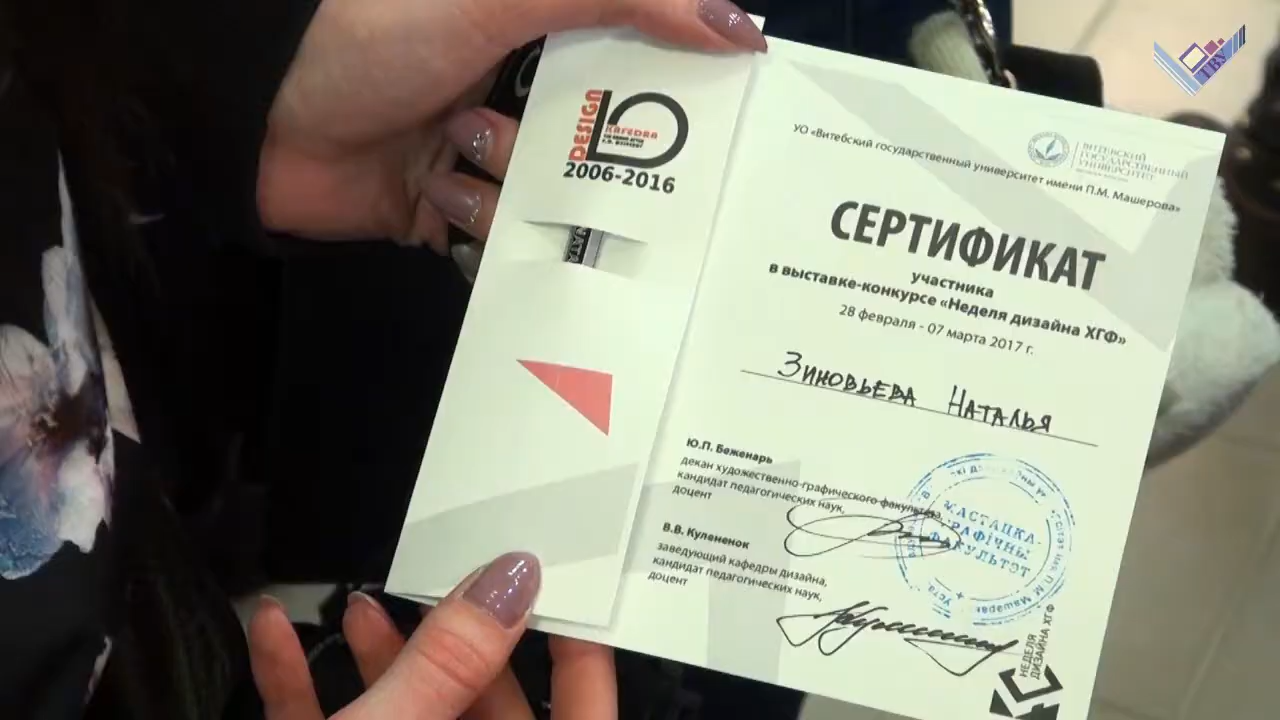 DESIGN
KAFEDRA
2006-2016
ВИТЕБСКИЙ
ГОСУДАРСТВЕННЫЙ
УНИВЕРСИТЕТ
УО «Витебский государственный университет имени П.М. Машерова»
СЕРТИФИКАТ
участника
в выставке-конкурсе «Неделя дизайна ХГФ»
28 февраля - 07 марта 2017 г.
Зиновьева Наталья
Ю.П. Беженарь
декан художественно-графического факультета,
кандидат педагогических наук,
доцент
В.В. Кулененок
заведующий кафедры дизайна,
кандидат педагогических наук,
доцент
МАСТАЦКА-
ГРАФІЧНЫ
ФАКУЛЬТЭТ
НЕДЕЛЯ
ДИЗАЙНА ХГФ
ТВУ